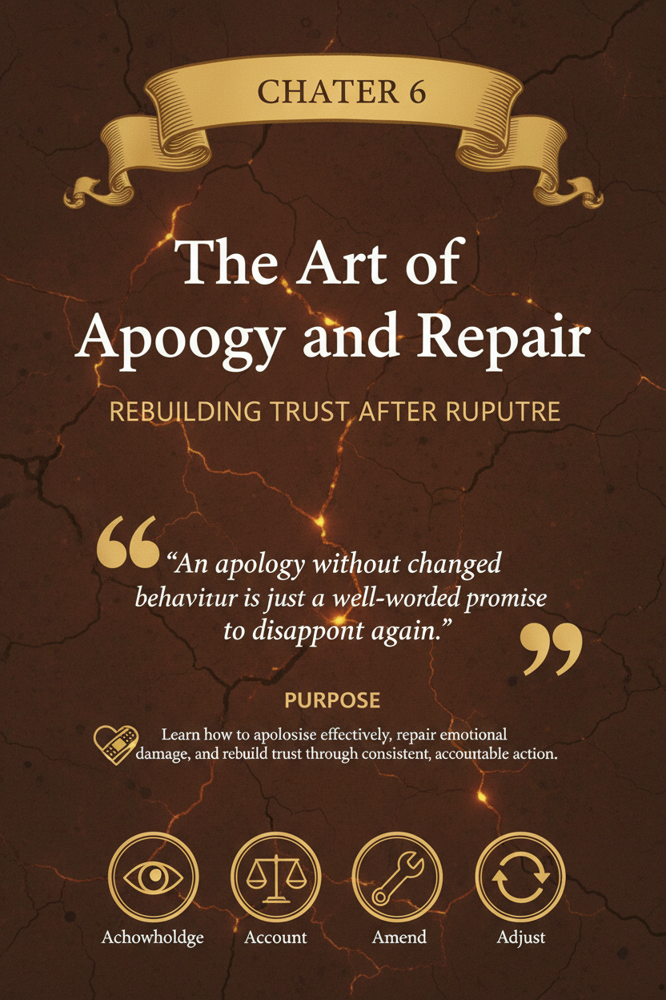 CHATER 6
The Art of
Apoogy and Repair
REBUILDING TRUST AFTER RUPUTRE
“An apology without changed
behavitur is just a well-worded promise
to disappont again.”
PURPOSE
Learn how to apolosise effectively, repair emotional
damage, and rebuild trust through consistent, accountable action.
Achowholdge
Account
Amend
Adjust